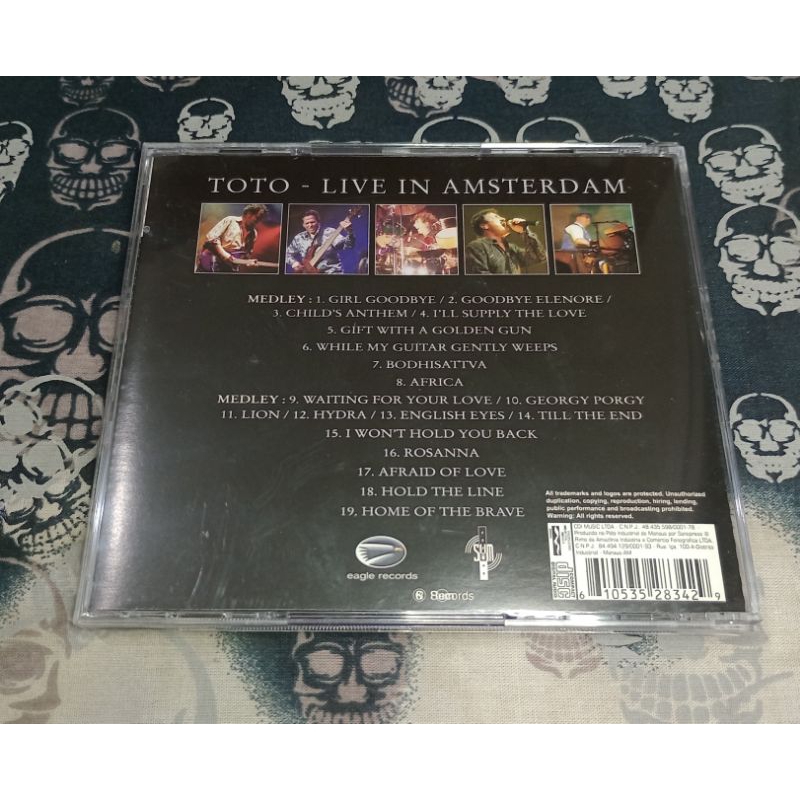 TOTO - LIVE IN AMSTERDAM
MEDLEY : 1. GIRL GOODBYE / 2. GOODBYE ELENORE /
3. CHILD'S ANTHEM / 4. I'LL SUPPLY THE LOVE
5. GIFT WITH A GOLDEN GUN
6. WHILE MY GUITAR GENTLY WEEPS
7. BODHISATTVA
8. AFRICA
MEDLEY : 9. WAITING FOR YOUR LOVE / 10. GEORGY PORGY
11. LION / 12. HYDRA / 13. ENGLISH EYES / 14. TILL THE END
15. I WON'T HOLD YOU BACK
16. ROSANNA
17. AFRAID OF LOVE
18. HOLD THE LINE
19. HOME OF THE BRAVE
All trademarks and logos are protected. Unauthorized
duplication, copying, reproduction, hiring, lending,
public performance and broadcasting prohibited.
Warning: All rights reserved.
eagle records
Records
6 10535 28342 9